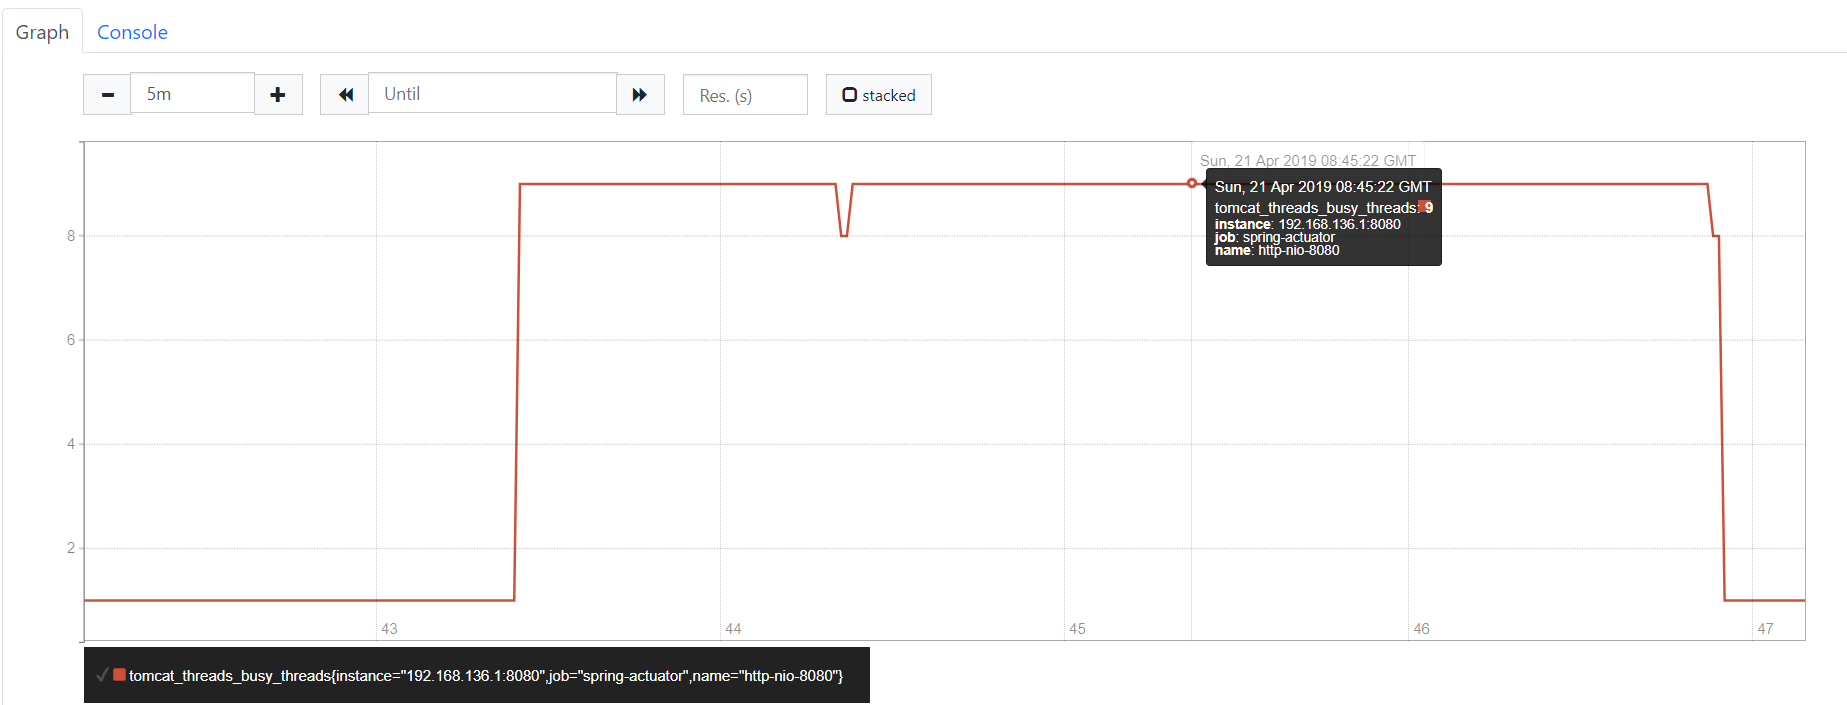 Graph Console
5m Until Res. (s) stacked
Sun, 21 Apr 2019 08:45:22 GMT
Sun, 21 Apr 2019 08:45:22 GMT
tomcat_threads_busy_threads: 9
instance: 192.168.136.1:8080
job: spring-actuator
name: http-nio-8080
8
6
4
2
43 44 45 46 47
tomcat_threads_busy_threads{instance="192.168.136.1:8080",job="spring-actuator",name="http-nio-8080"}